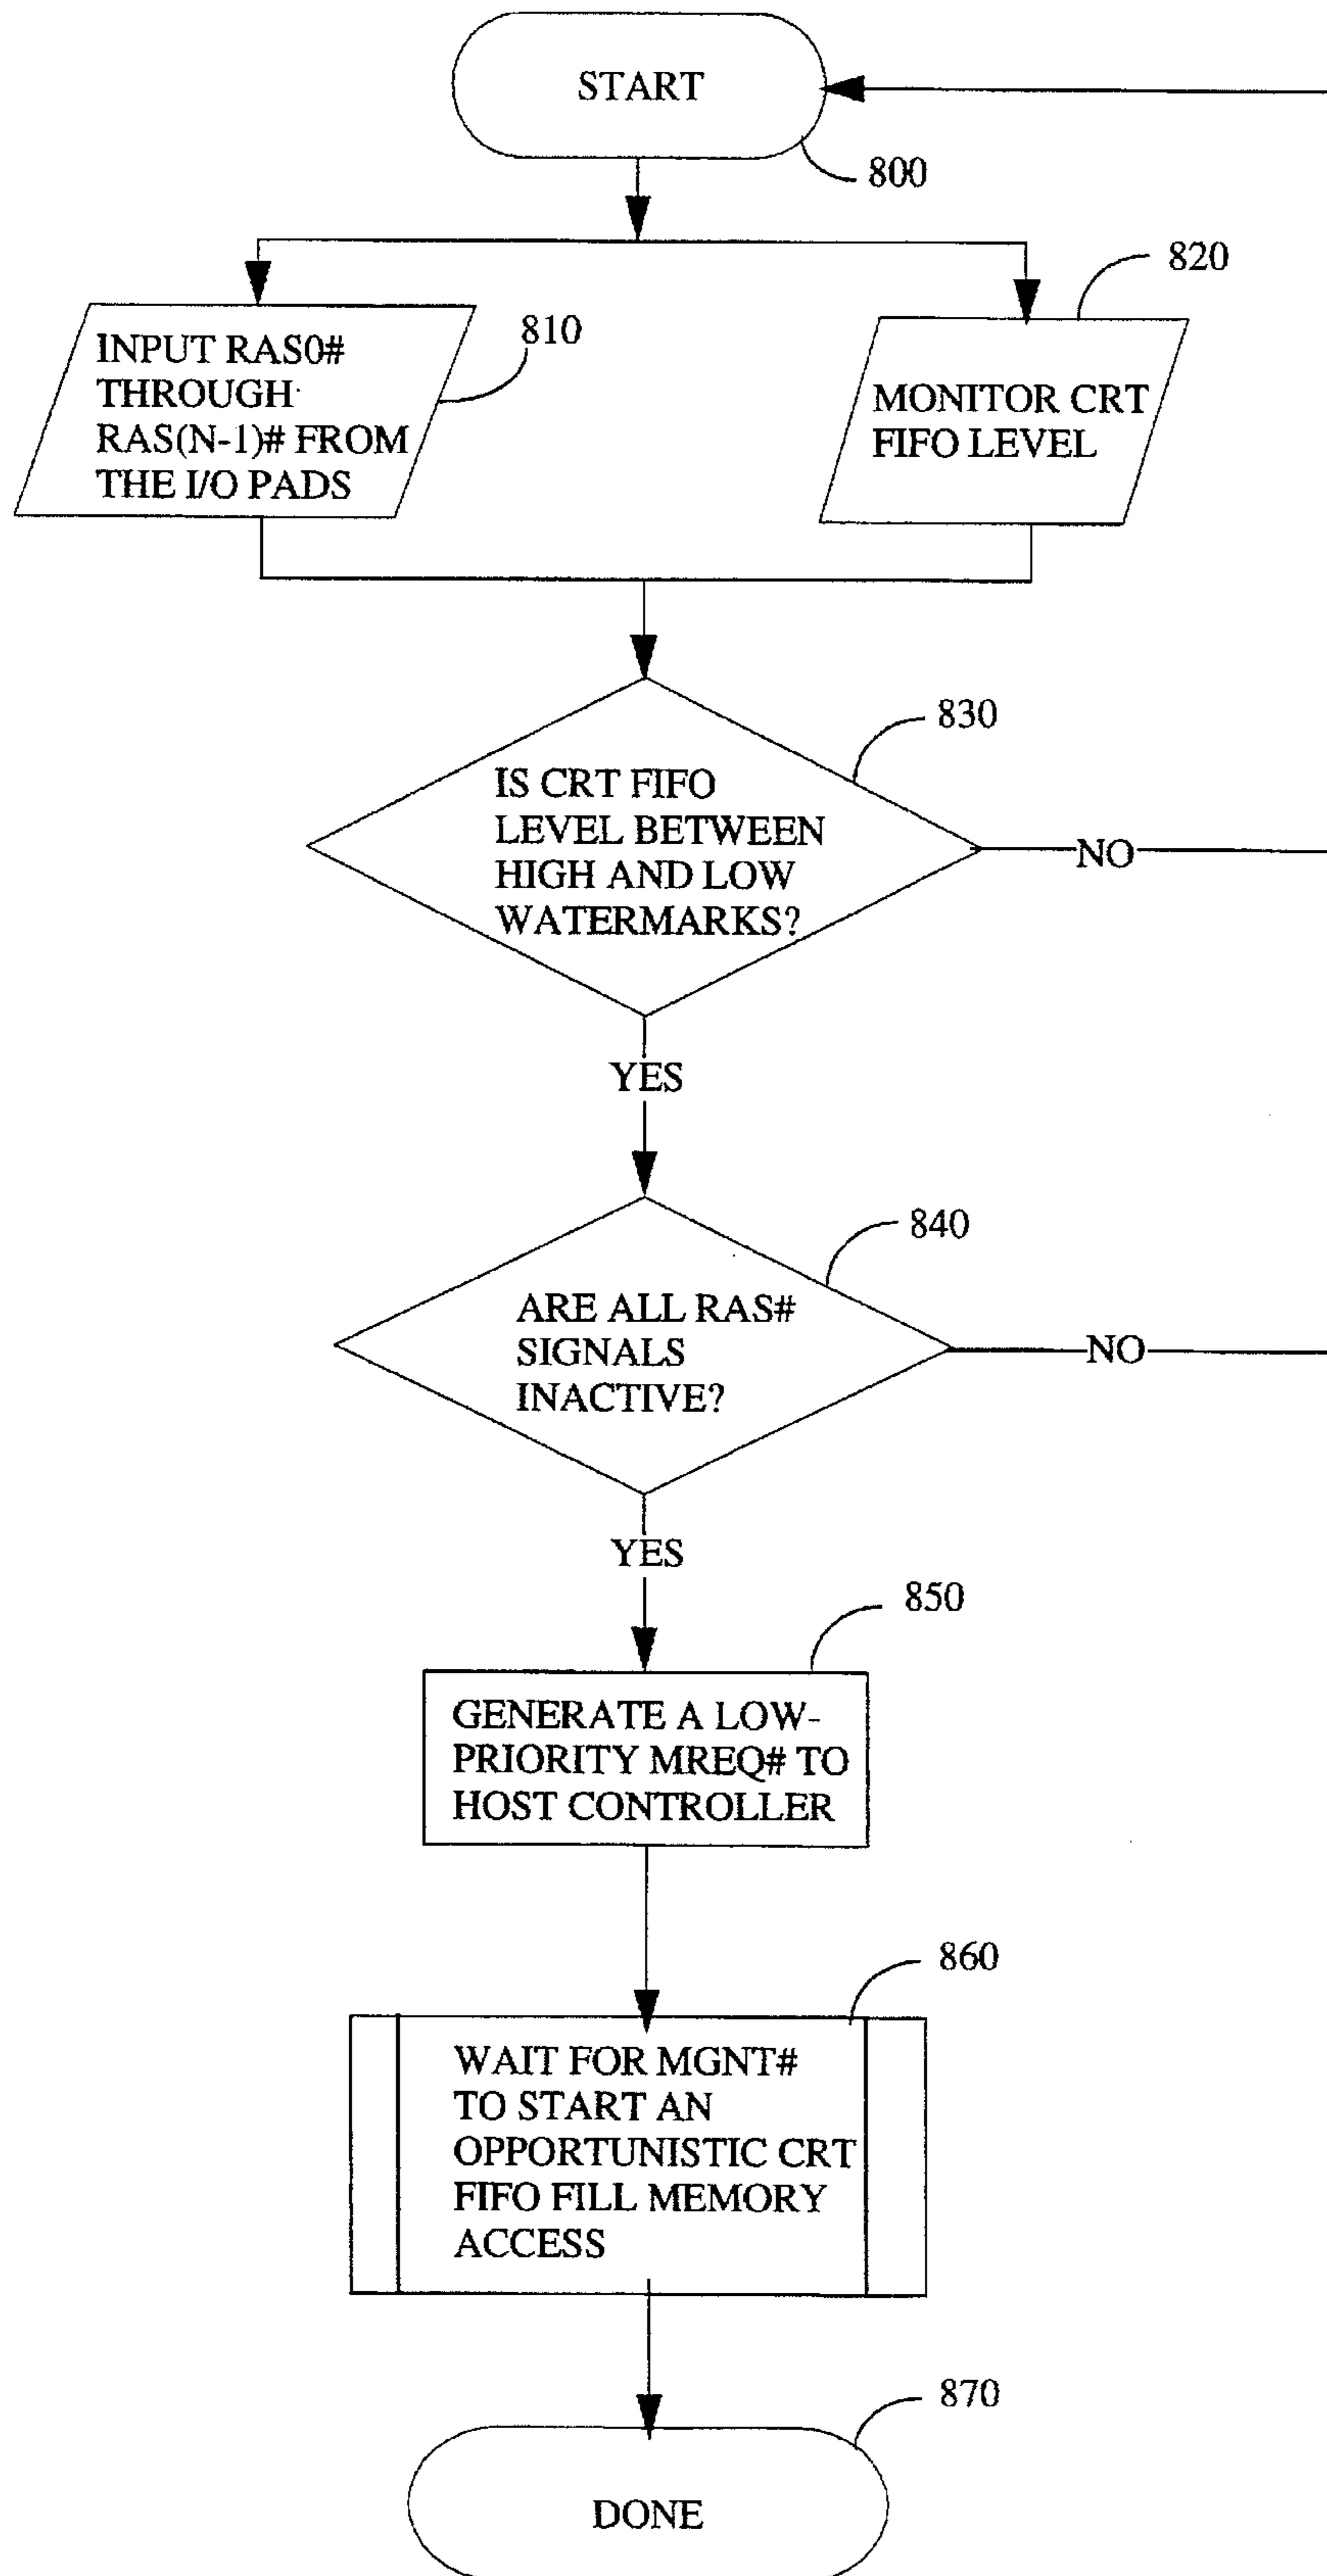 START
800
820
810
INPUT RAS0#
THROUGH
RAS(N-1)# FROM
THE I/O PADS
MONITOR CRT
FIFO LEVEL
830
IS CRT FIFO
LEVEL BETWEEN
HIGH AND LOW
WATERMARKS?
NO
YES
840
ARE ALL RAS#
SIGNALS
INACTIVE?
NO
YES
850
GENERATE A LOW-
PRIORITY MREQ# TO
HOST CONTROLLER
860
WAIT FOR MGNT#
TO START AN
OPPORTUNISTIC CRT
FIFO FILL MEMORY
ACCESS
870
DONE